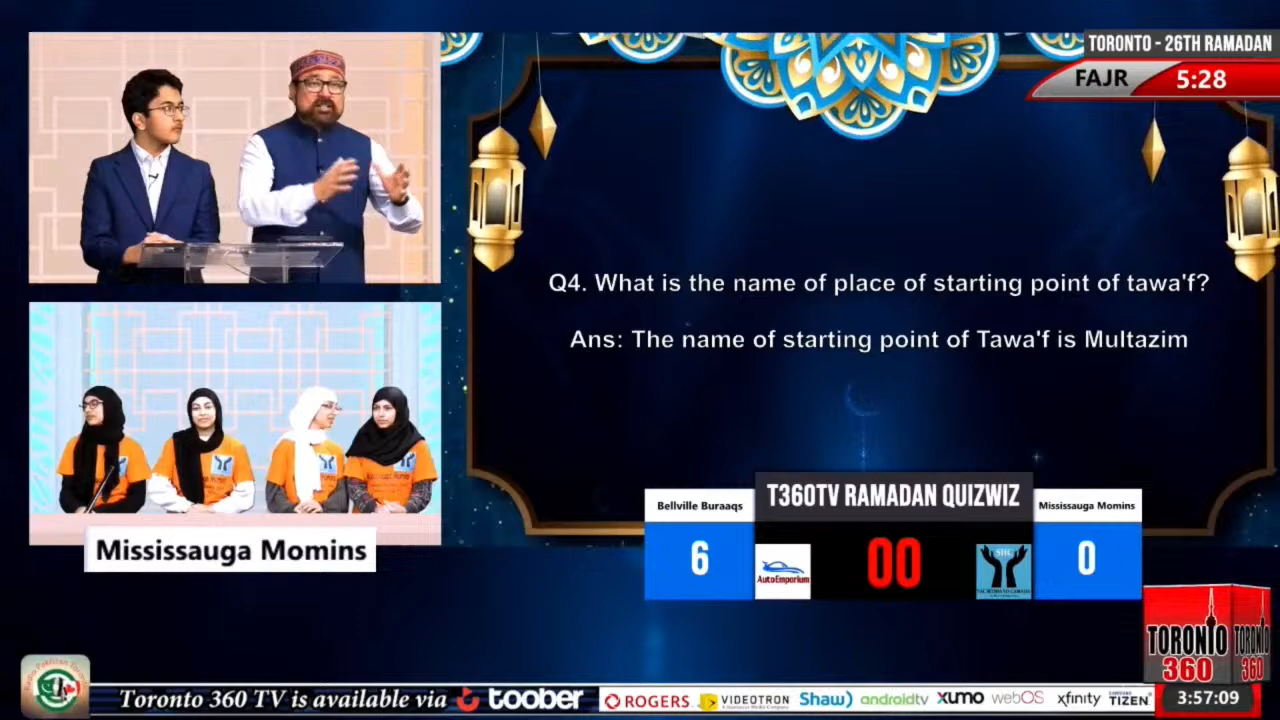 TORONTO - 26TH RAMADAN
FAJR 5:28
Q4. What is the name of place of starting point of tawa'f?
Ans: The name of starting point of Tawa'f is Multazim
Mississauga Momins
T360TV RAMADAN QUIZWIZ
Bellville Buraaqs
Mississauga Momins
6
AutoEmporium
00
0
TORONTO
360
TORONTO
360
Toronto 360 TV is available via toober ROGERS VIDEOTRON Shaw) androidtv xumo webOS xfinity SAMSUNG TIZEN
3:57:09